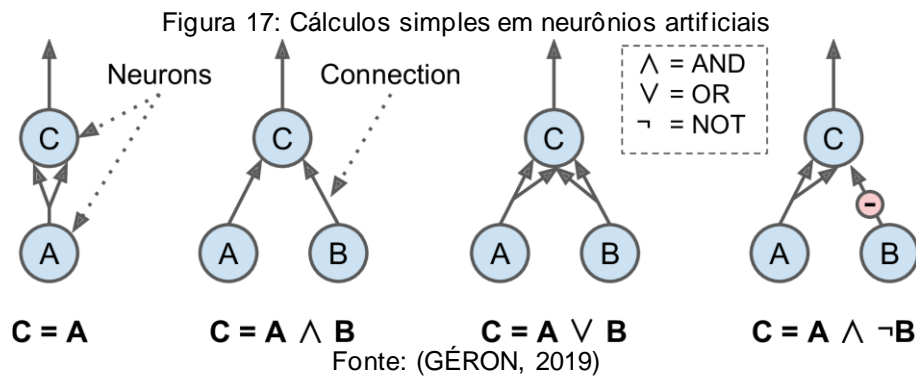 Figura 17: Cálculos simples em neurônios artificiais
Neurons
Connection
∧ = AND
∨ = OR
¬ = NOT
C
C
C
C
A
A
B
A
B
A
-
B
C = A
C = A ∧ B
C = A ∨ B
C = A ∧ ¬B
Fonte: (GÉRON, 2019)